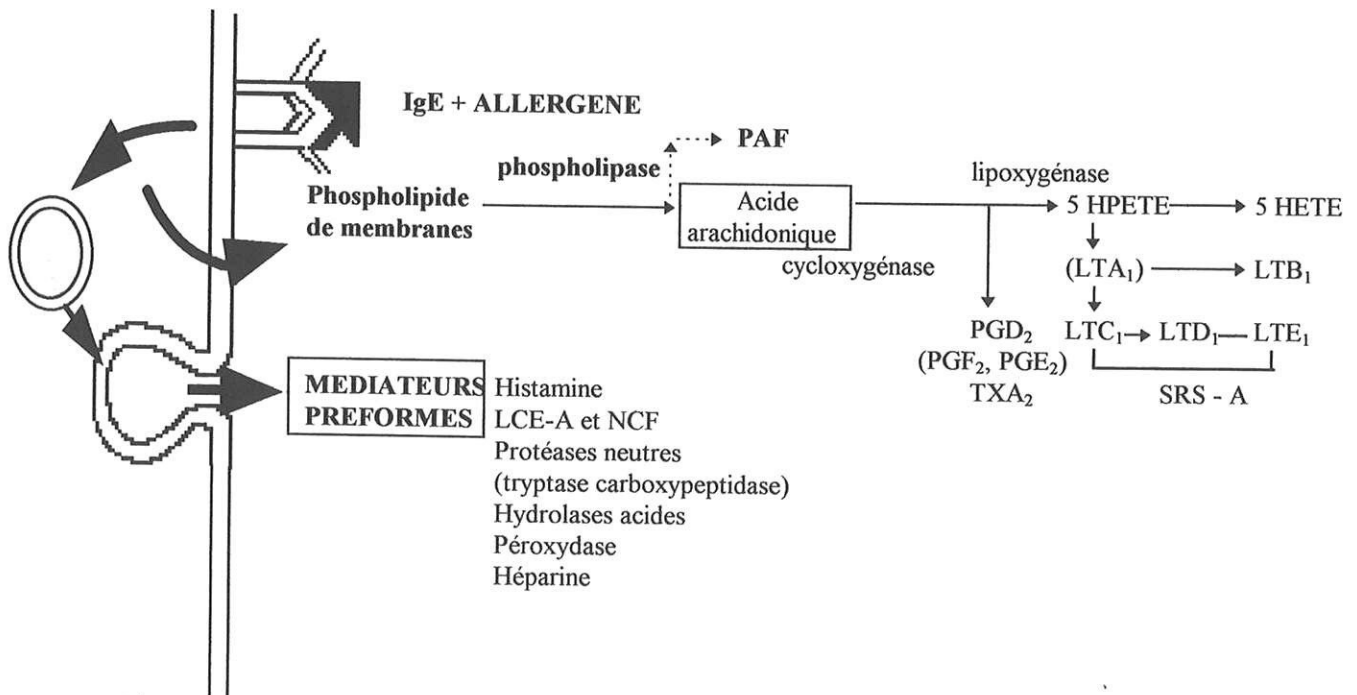 IgE + ALLERGENE
phospholipase
PAF
Phospholipide
de membranes
Acide
arachidonique
cycloxygénase
lipoxygénase
5 HPETE
5 HETE
(LTA₁)
LTB₁
PGD₂
(PGF₂, PGE₂)
TXA₂
LTC₁
LTD₁
LTE₁
SRS - A
MEDIATEURS
PREFORMES
Histamine
LCE-A et NCF
Protéases neutres
(tryptase carboxypeptidase)
Hydrolases acides
Péroxydase
Héparine